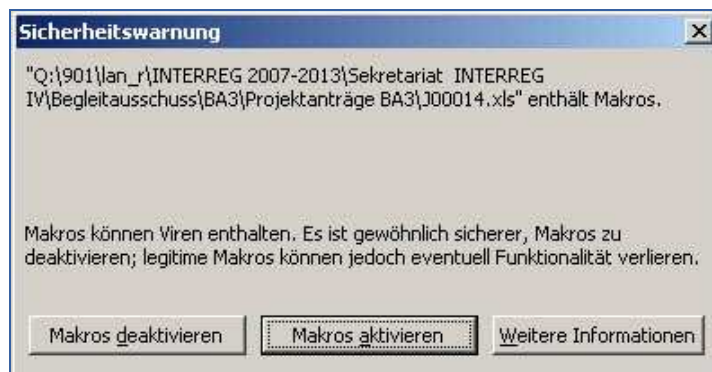 Sicherheitswarnung
"Q:\901\lan_r\INTERREG 2007-2013\Sekretariat INTERREG
IV\Begleitausschuss\BA3\Projektanträge BA3\J00014.xls" enthält Makros.
Makros können Viren enthalten. Es ist gewöhnlich sicherer, Makros zu
deaktivieren; legitime Makros können jedoch eventuell Funktionalität verlieren.
Makros deaktivieren Makros aktivieren Weitere Informationen